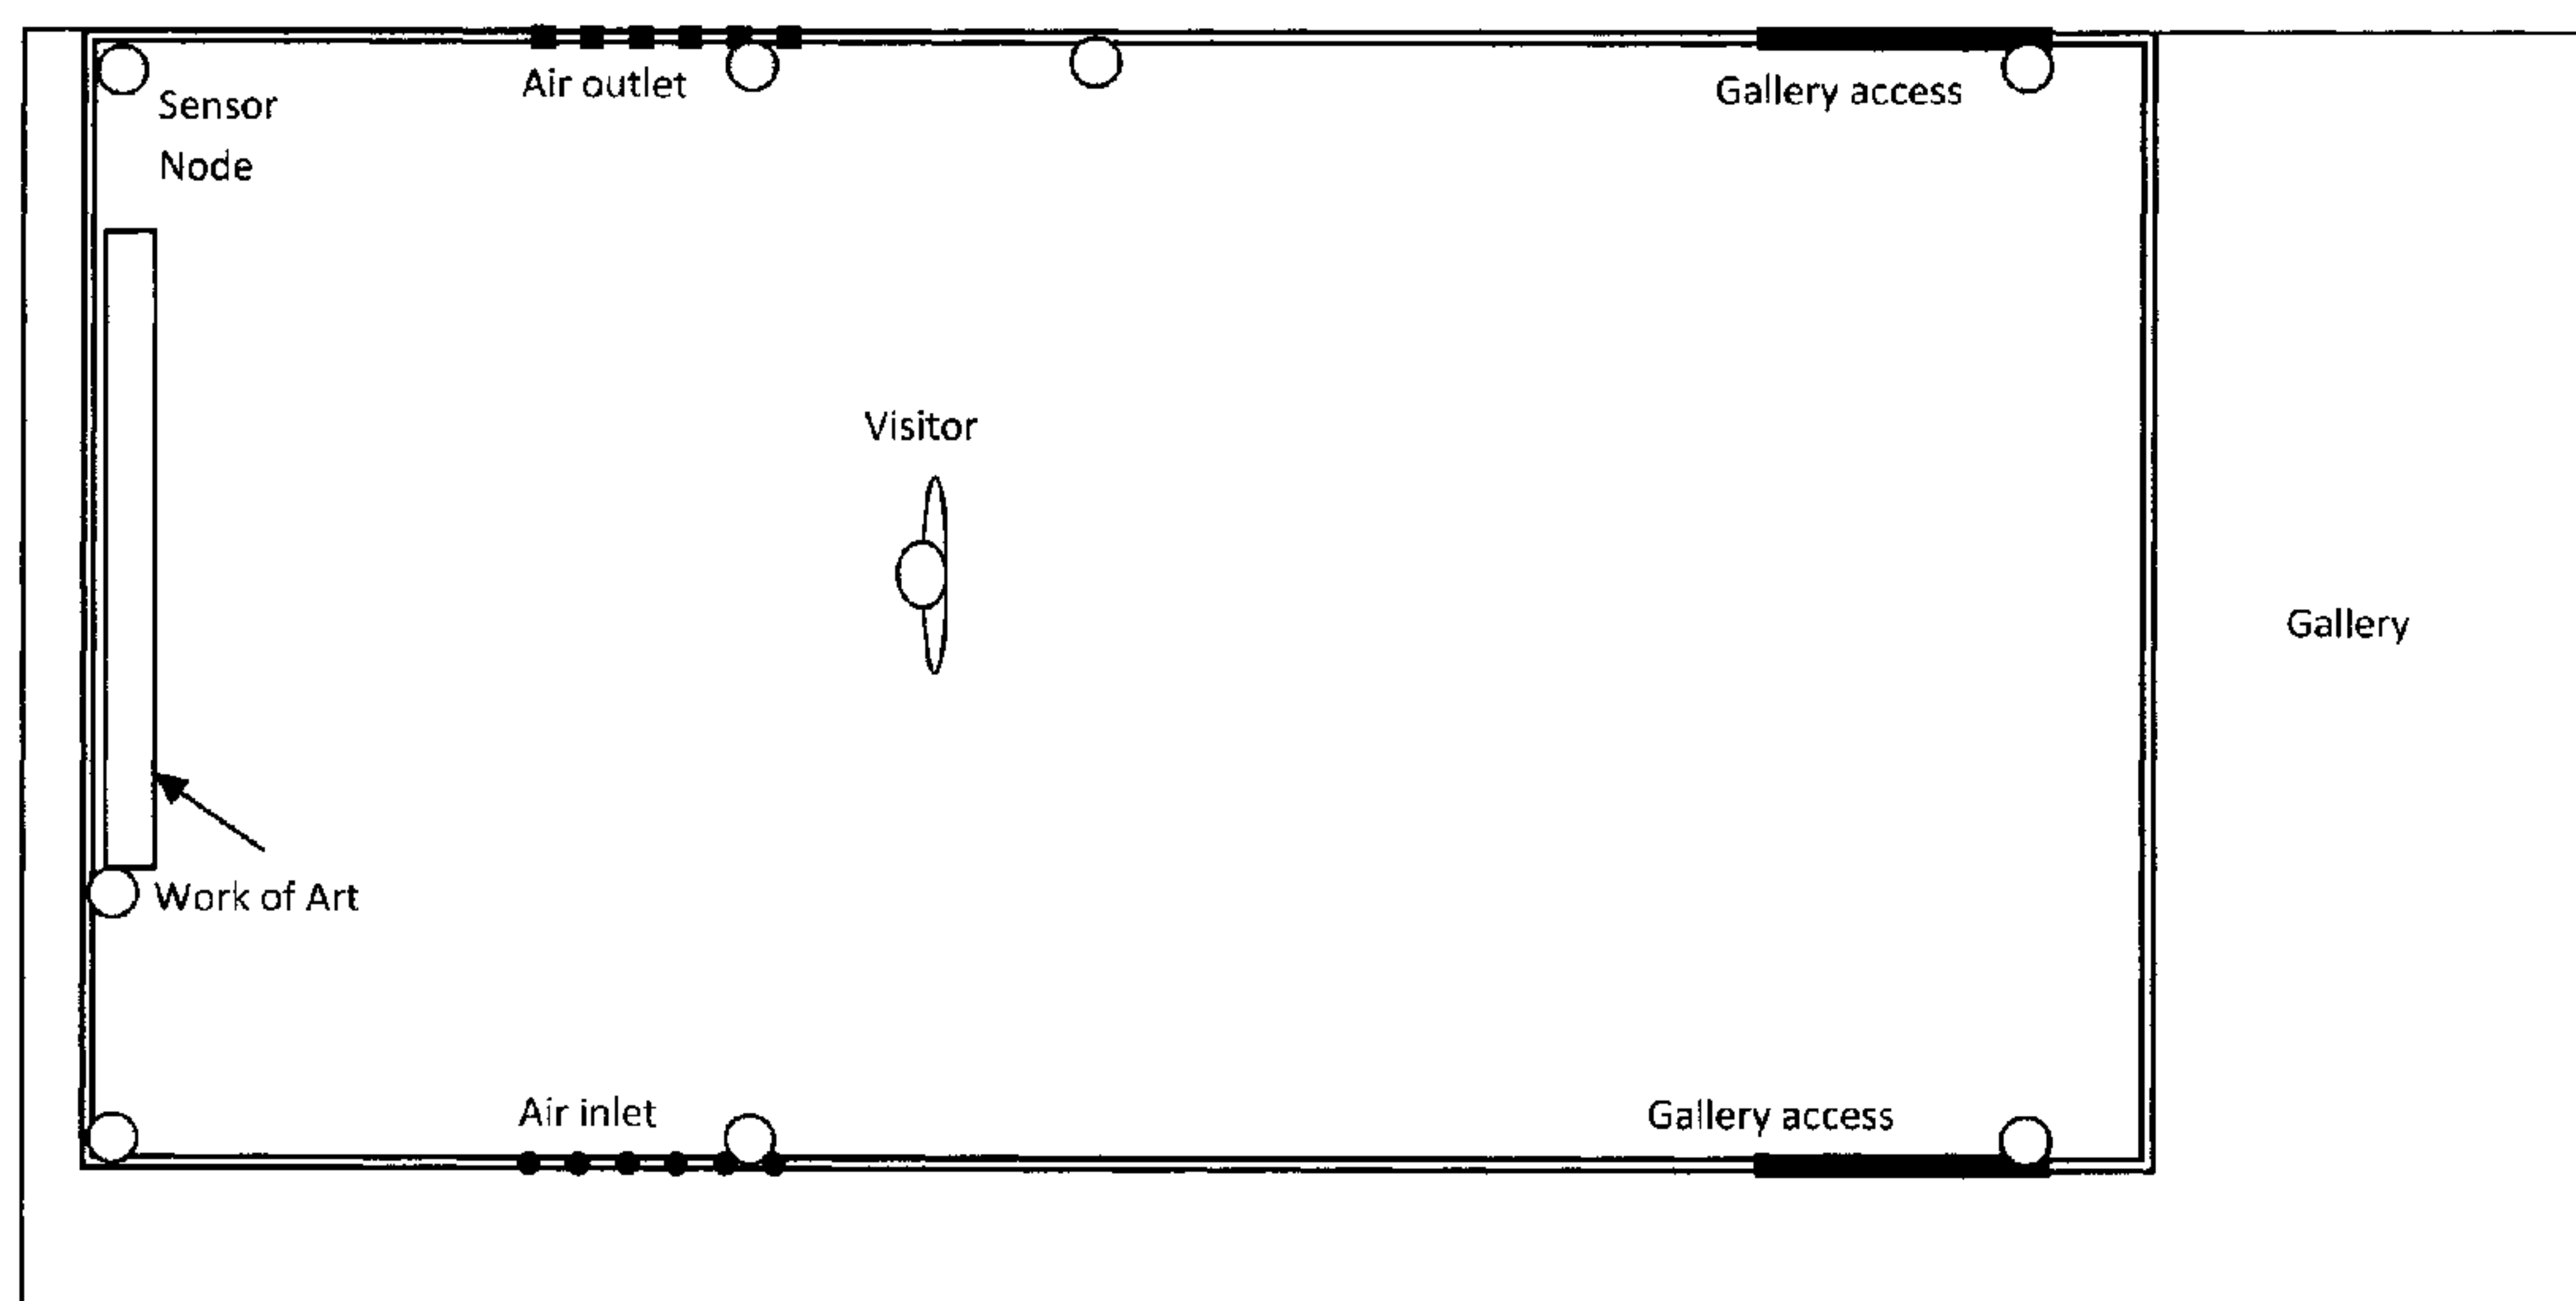 Sensor
Node
Air outlet
Gallery access
Visitor
Gallery
Work of Art
Air inlet
Gallery access